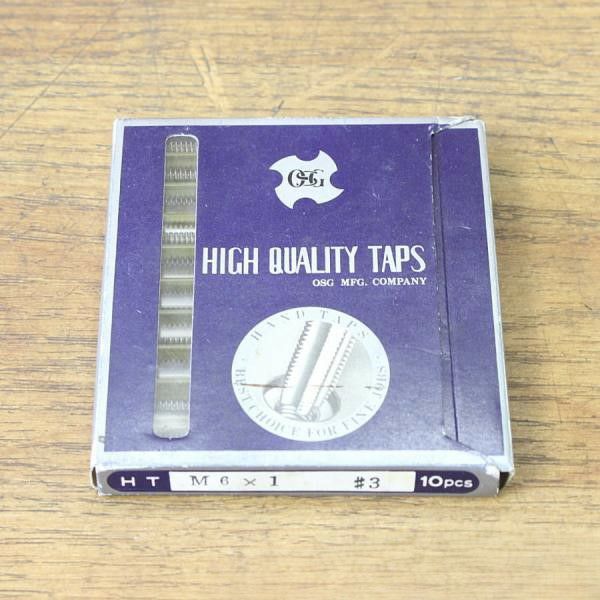 OSG
HIGH QUALITY TAPS
OSG MFG. COMPANY
HAND TAPS
BEST CHOICE FOR FINE JOBS
HT M6×1 #3 10pcs